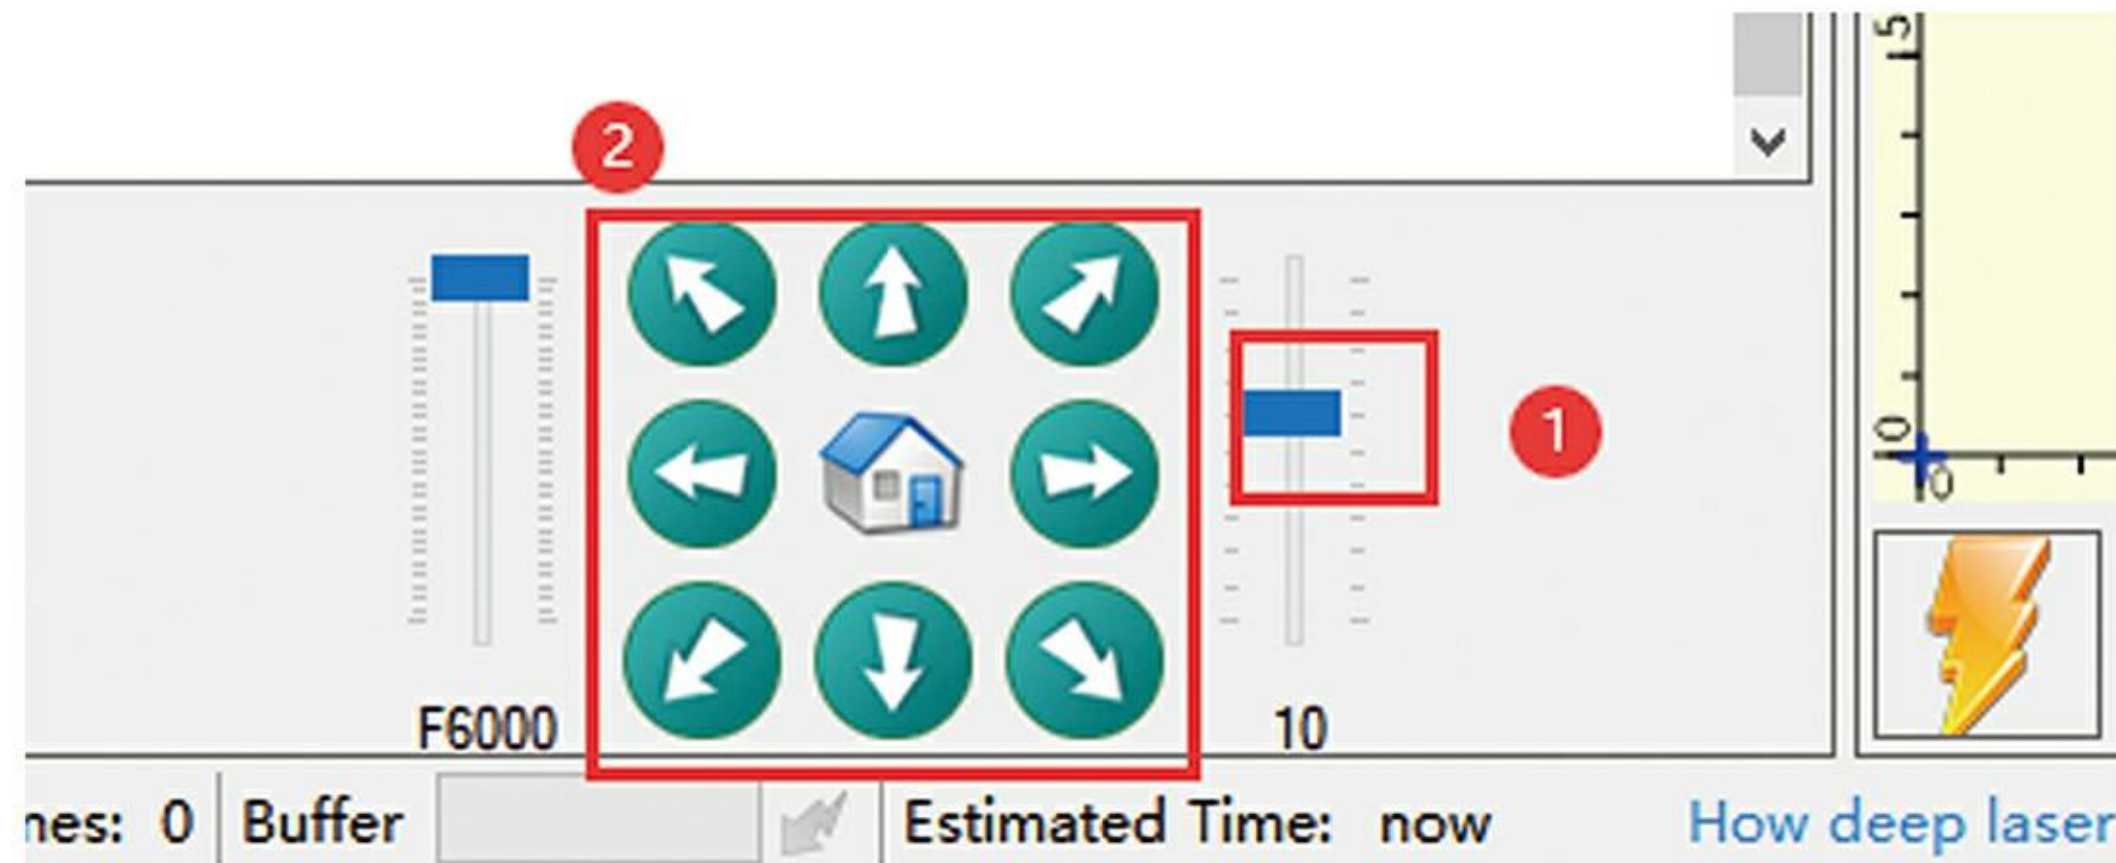 5
2
1
0
0
F6000
10
nes: 0
Buffer
Estimated Time: now
How deep laser